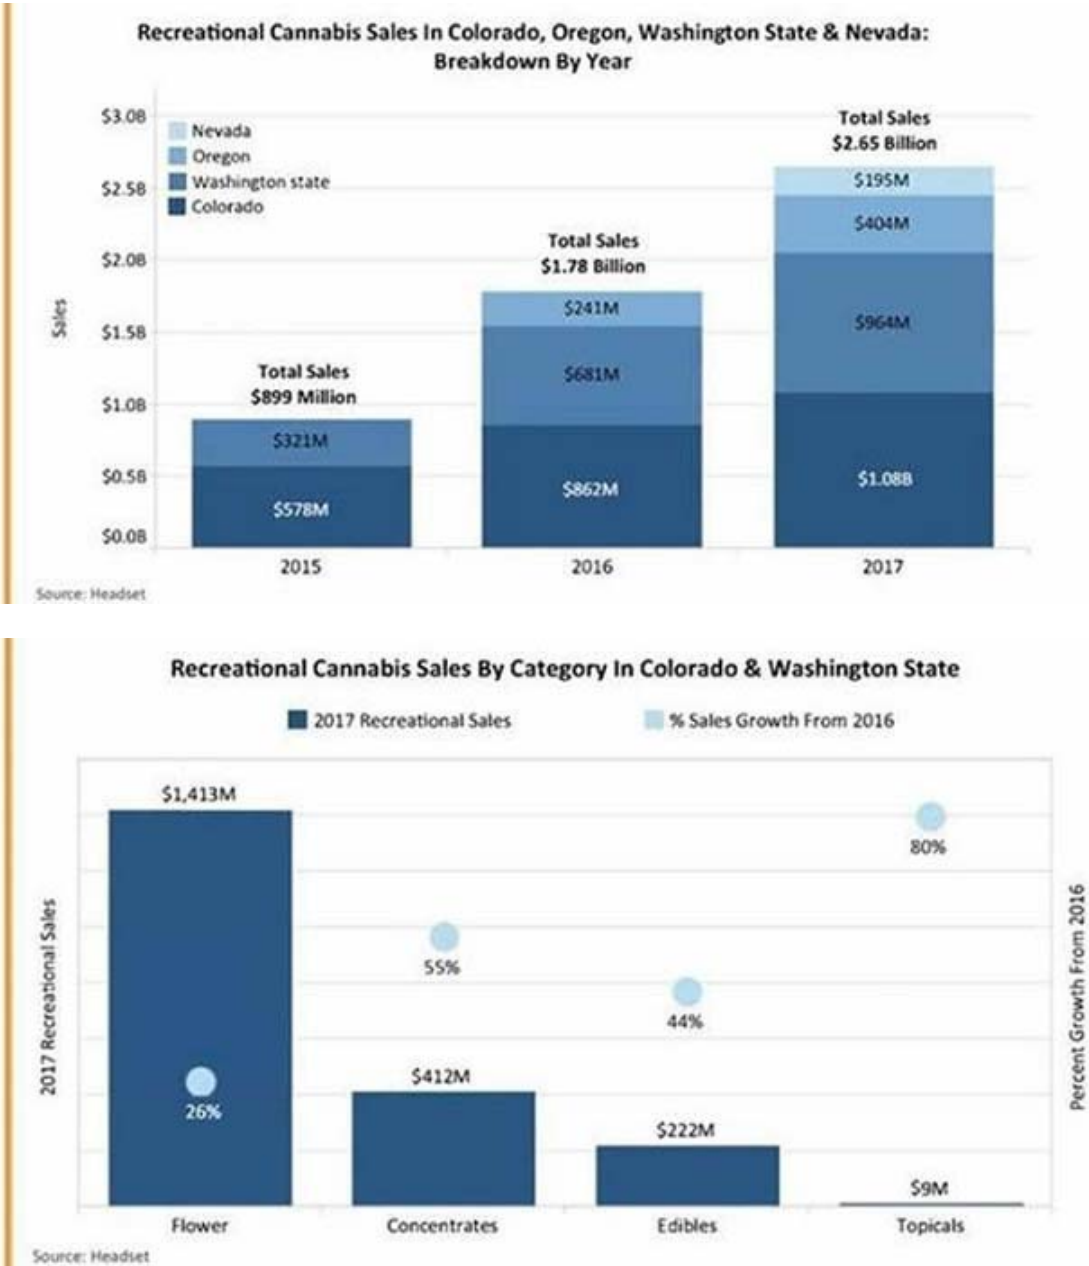 Recreational Cannabis Sales In Colorado, Oregon, Washington State & Nevada:
Breakdown By Year
$3.0B
$2.5B
$2.0B
$1.5B
$1.0B
$0.5B
$0.0B
Sales
Nevada
Oregon
Washington state
Colorado
Total Sales
$899 Million
$321M
$578M
Total Sales
$1.78 Billion
$241M
$681M
$862M
Total Sales
$2.65 Billion
$195M
$404M
$964M
$1.08B
2015
2016
2017
Source: Headset
Recreational Cannabis Sales By Category In Colorado & Washington State
2017 Recreational Sales
% Sales Growth From 2016
2017 Recreational Sales
$1,413M
26%
55%
$412M
44%
$222M
80%
$9M
Percent Growth From 2016
Flower
Concentrates
Edibles
Topicals
Source: Headset